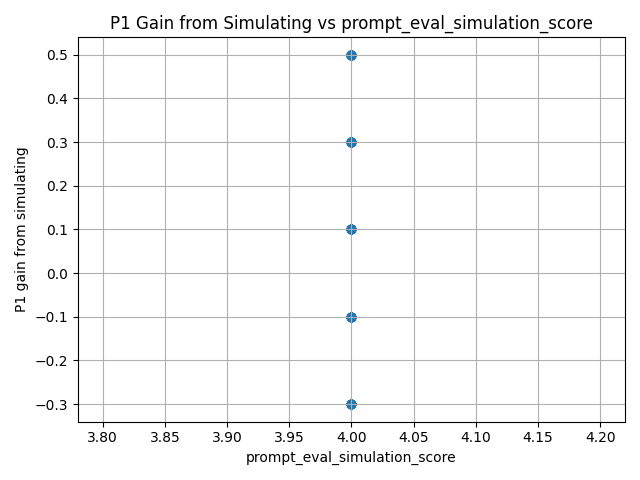 P1 Gain from Simulating vs prompt_eval_simulation_score
P1 gain from simulating
0.5
0.4
0.3
0.2
0.1
0.0
−0.1
−0.2
−0.3
3.80 3.85 3.90 3.95 4.00 4.05 4.10 4.15 4.20
prompt_eval_simulation_score